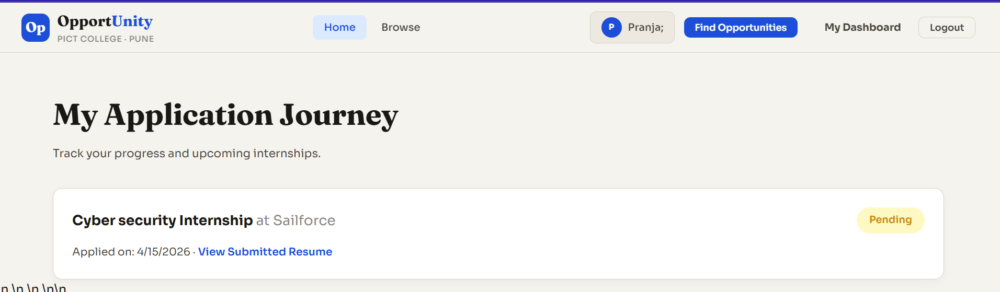 Op
OpportUnity
PICT COLLEGE · PUNE
Home
Browse
P
Pranja;
Find Opportunities
My Dashboard
Logout
My Application Journey
Track your progress and upcoming internships.
Cyber security Internship at Sailforce
Pending
Applied on: 4/15/2026 · View Submitted Resume
n \n \n \n\n